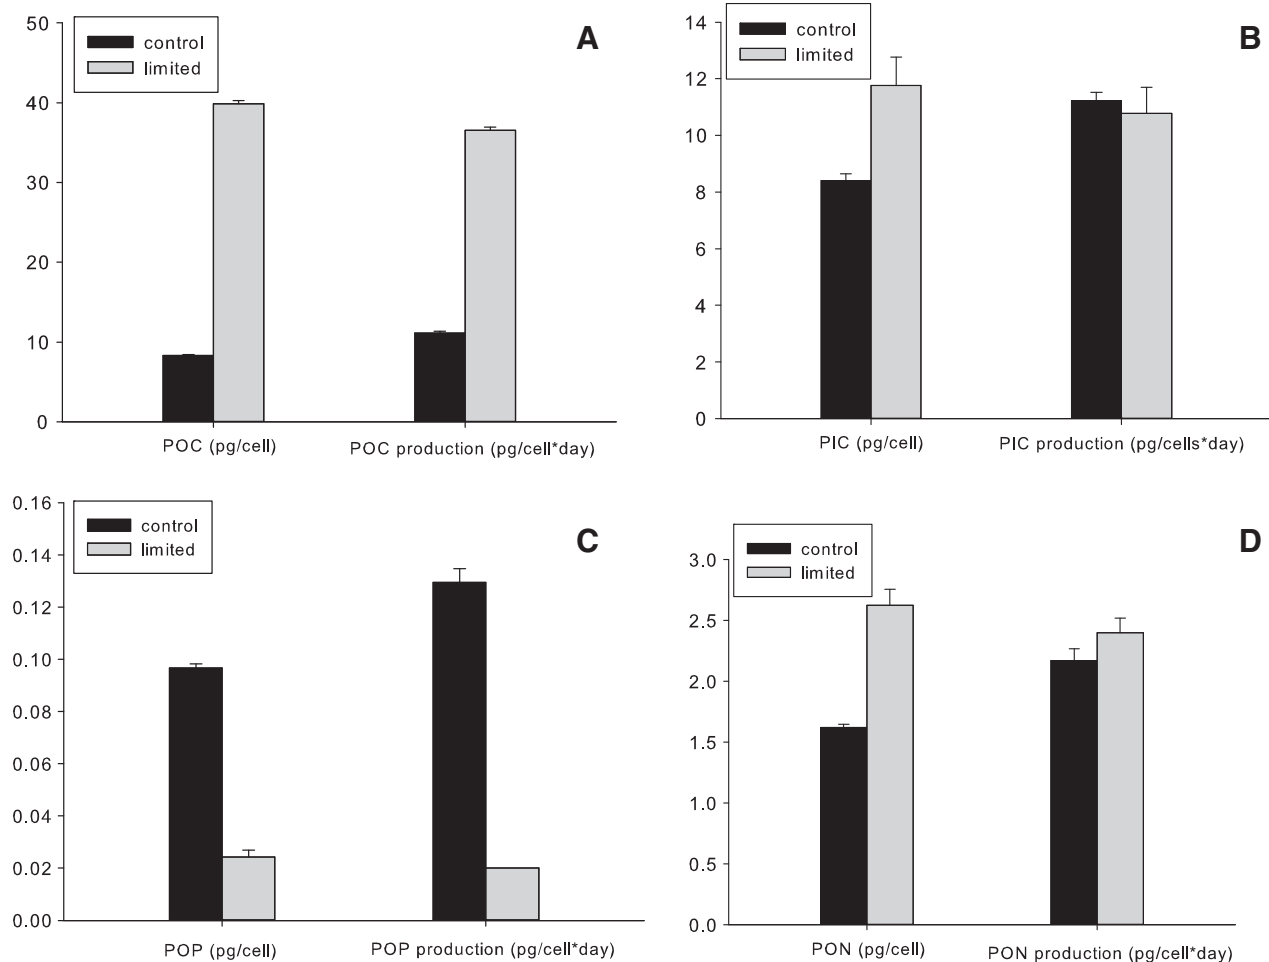 50
40
30
20
10
0
control
limited
A
POC (pg/cell)
POC production (pg/cell*day)
14
12
10
8
6
4
2
0
control
limited
B
PIC (pg/cell)
PIC production (pg/cells*day)
0.16
0.14
0.12
0.10
0.08
0.06
0.04
0.02
0.00
control
limited
C
POP (pg/cell)
POP production (pg/cell*day)
3.0
2.5
2.0
1.5
1.0
0.5
0.0
control
limited
D
PON (pg/cell)
PON production (pg/cell*day)